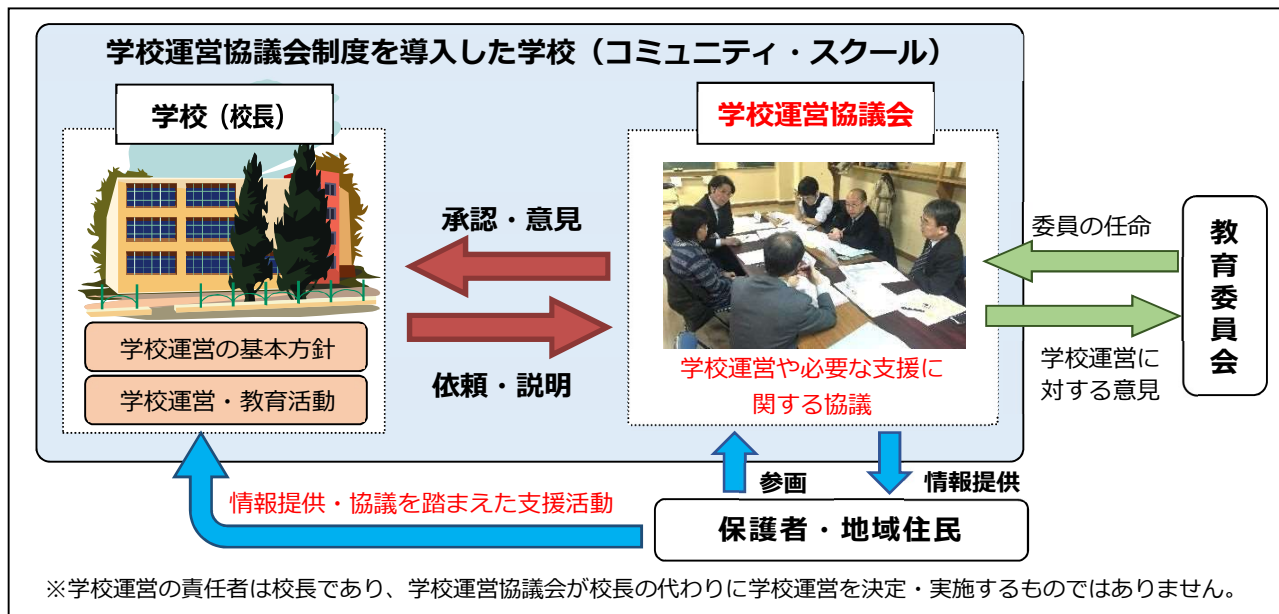 学校運営協議会制度を導入した学校(コミュニティ・スクール)
学校(校長)
学校運営の基本方針
学校運営・教育活動
承認・意見
依頼・説明
学校運営協議会
学校運営や必要な支援に
関する協議
委員の任命
学校運営に
対する意見
教育委員会
参画
情報提供
情報提供・協議を踏まえた支援活動
保護者・地域住民
※学校運営の責任者は校長であり、学校運営協議会が校長の代わりに学校運営を決定・実施するものではありません。